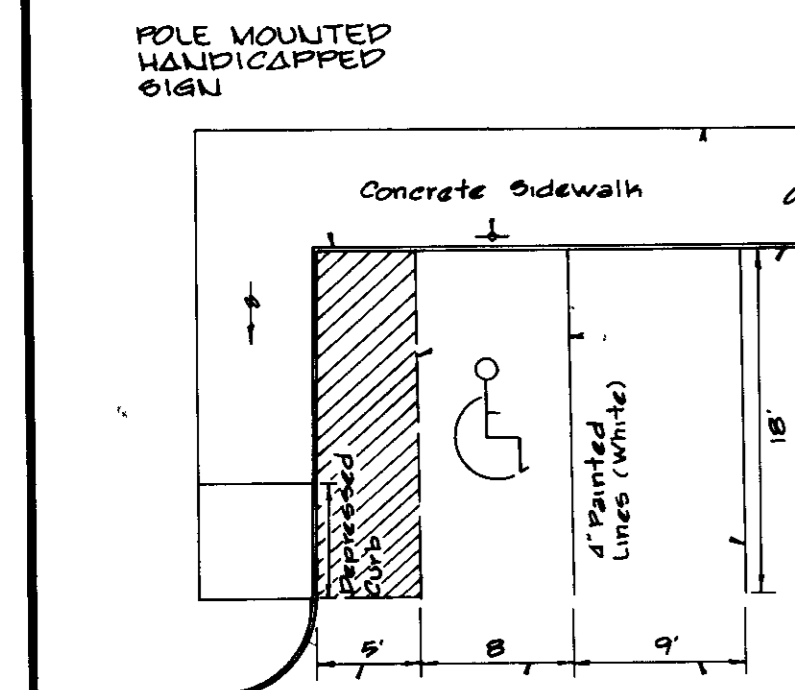 POLE MOUNTED
HANDICAPPED
SIGN
Concrete Sidewalk
Depressed
Curb
4" Painted
Lines (White)
18'
5'
8
9'